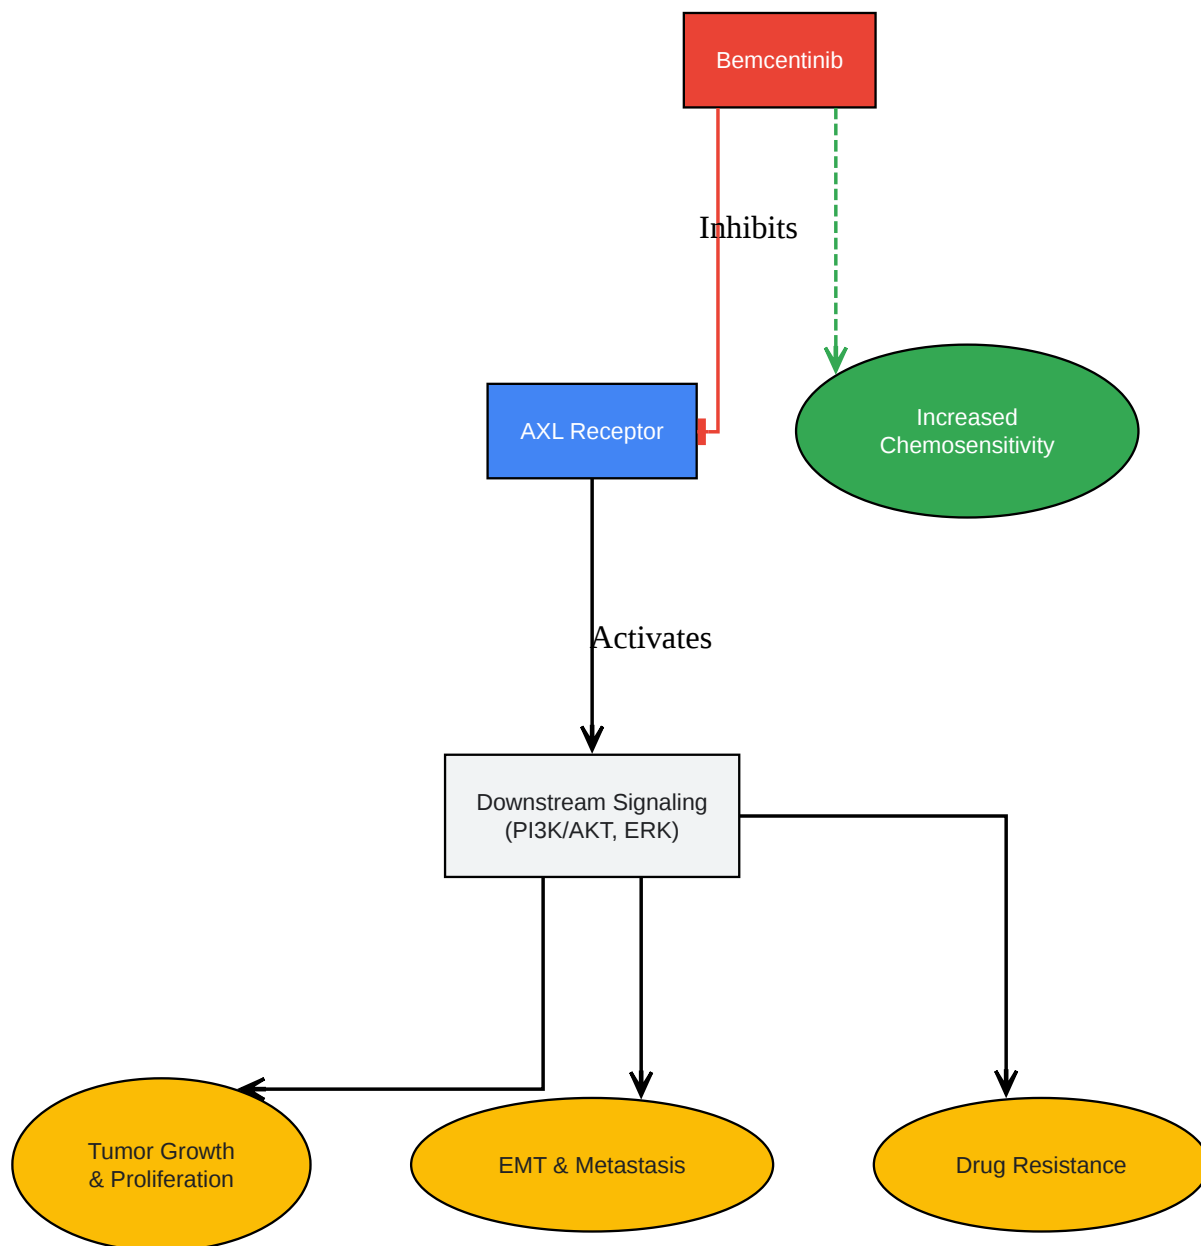 Bemcentinib
Inhibits
AXL Receptor
Increased
Chemosensitivity
Activates
Downstream Signaling
(PI3K/AKT, ERK)
Tumor Growth
& Proliferation
EMT & Metastasis
Drug Resistance